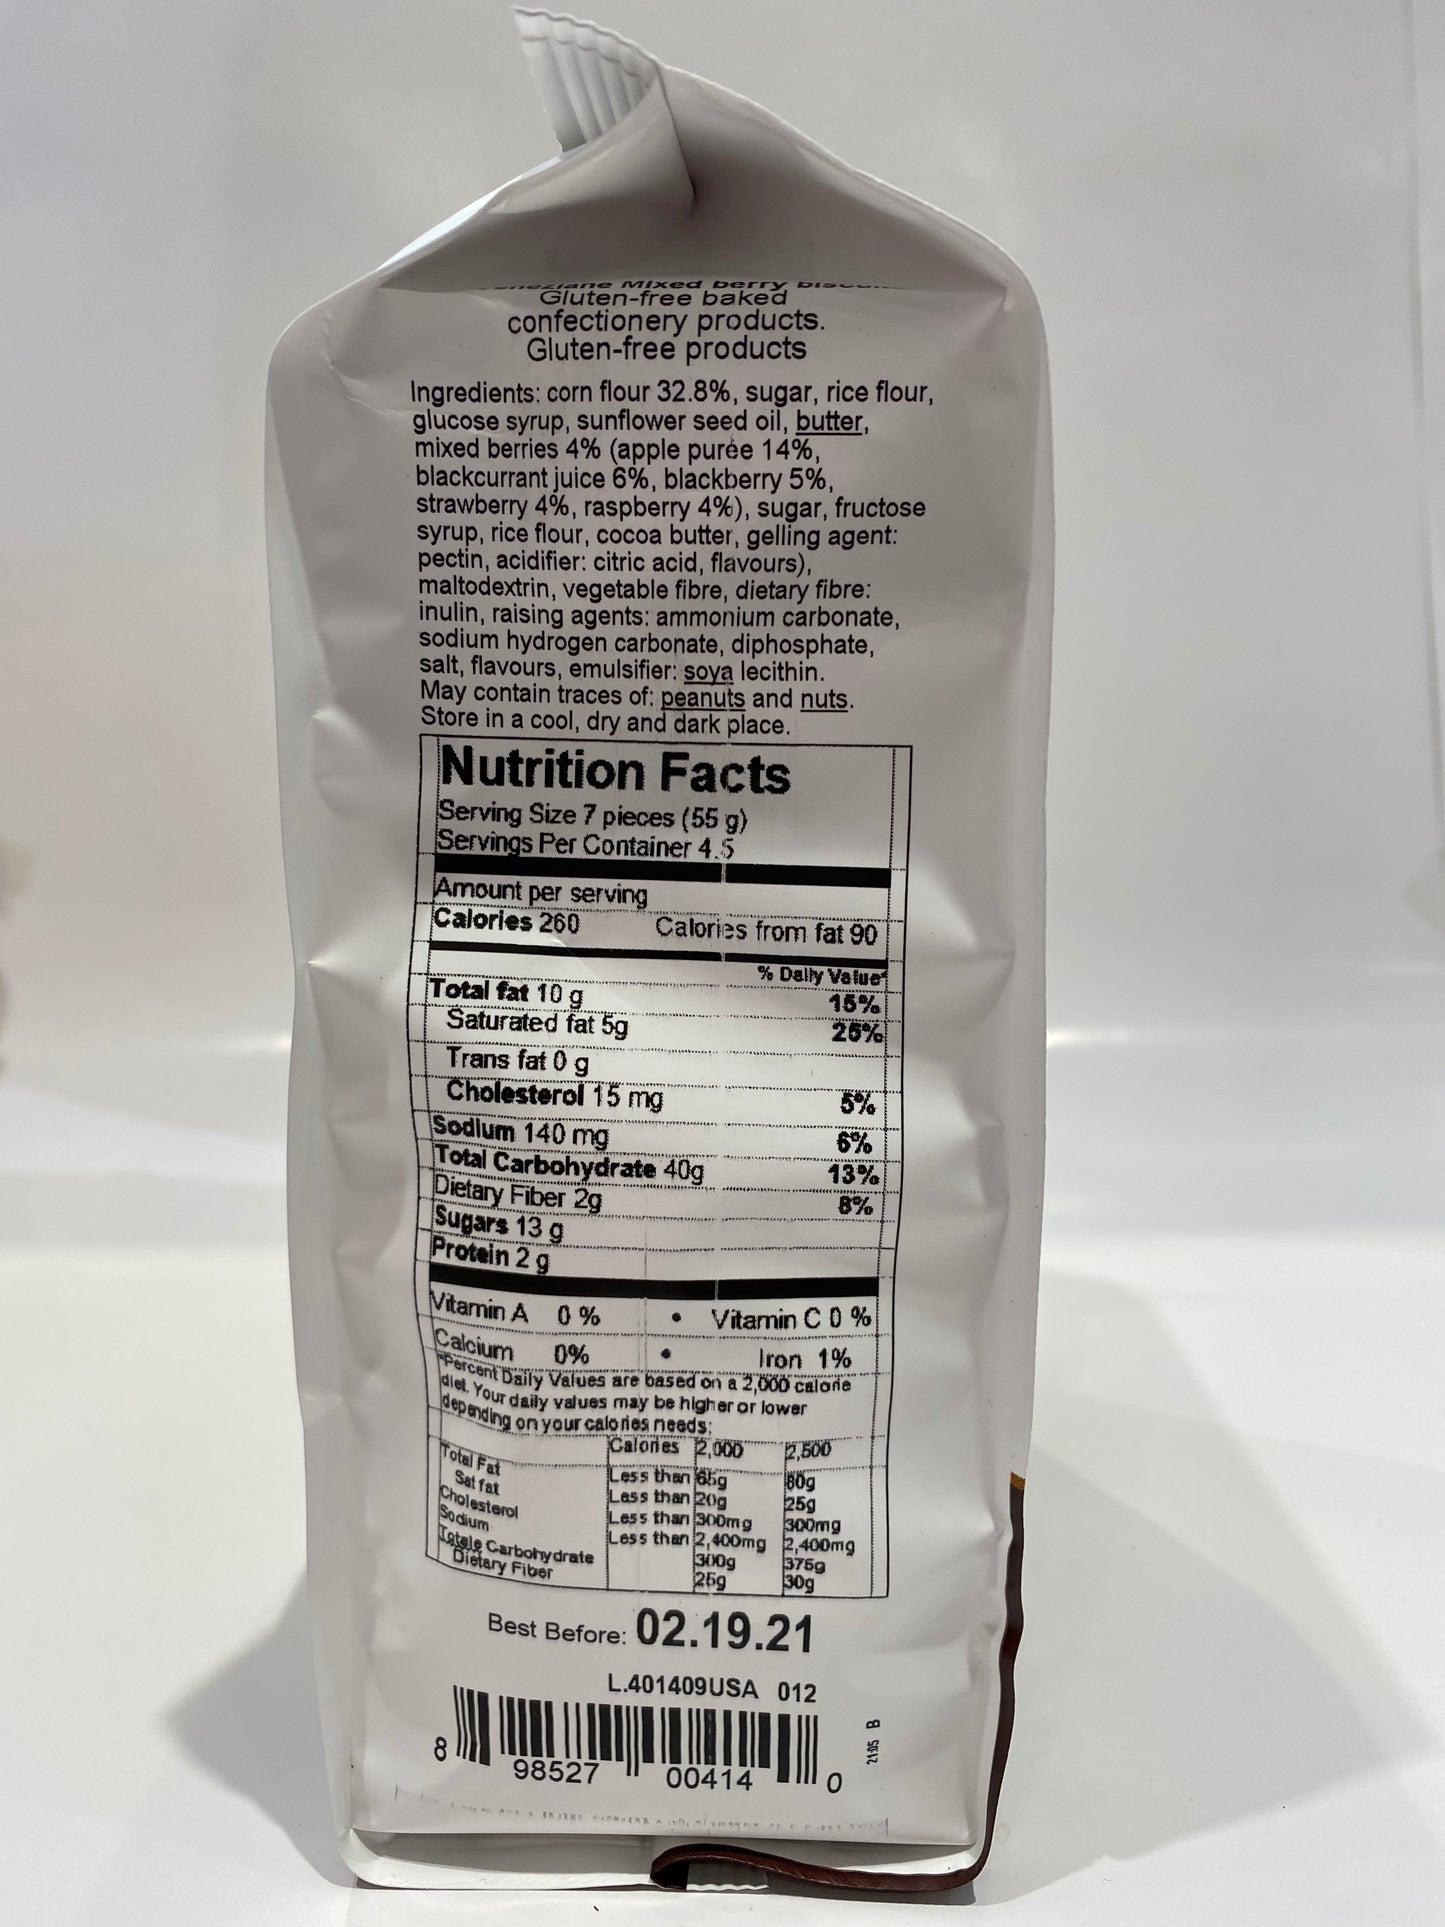 Mixed berry
Gluten-free baked
confectionery products.
Gluten-free products
Ingredients: corn flour 32.8%, sugar, rice flour,
glucose syrup, sunflower seed oil, butter,
mixed berries 4% (apple purée 14%,
blackcurrant juice 6%, blackberry 5%,
strawberry 4%, raspberry 4%), sugar, fructose
syrup, rice flour, cocoa butter, gelling agent:
pectin, acidifier: citric acid, flavours),
maltodextrin, vegetable fibre, dietary fibre:
inulin, raising agents: ammonium carbonate,
sodium hydrogen carbonate, diphosphate,
salt, flavours, emulsifier: soya lecithin.
May contain traces of: peanuts and nuts.
Store in a cool, dry and dark place.
Nutrition Facts
Serving Size 7 pieces (55 g)
Servings Per Container 4.5
Amount per serving
Calories 260 Calories from fat 90
% Daily Value*
Total fat 10 g 15%
Saturated fat 5g 25%
Trans fat 0 g
Cholesterol 15 mg 5%
Sodium 140 mg 6%
Total Carbohydrate 40g 13%
Dietary Fiber 2g 8%
Sugars 13 g
Protein 2 g
Vitamin A 0 % • Vitamin C 0 %
Calcium 0% • Iron 1%
*Percent Daily Values are based on a 2,000 calorie
diet. Your daily values may be higher or lower
depending on your calories needs:
Calories 2,000 2,500
Total Fat Less than 65g 80g
Sat fat Less than 20g 25g
Cholesterol Less than 300mg 300mg
Sodium Less than 2,400mg 2,400mg
Totale Carbohydrate 300g 375g
Dietary Fiber 25g 30g
Best Before: 02.19.21
L.401409USA 012
21:05 B
8 98527 00414 0